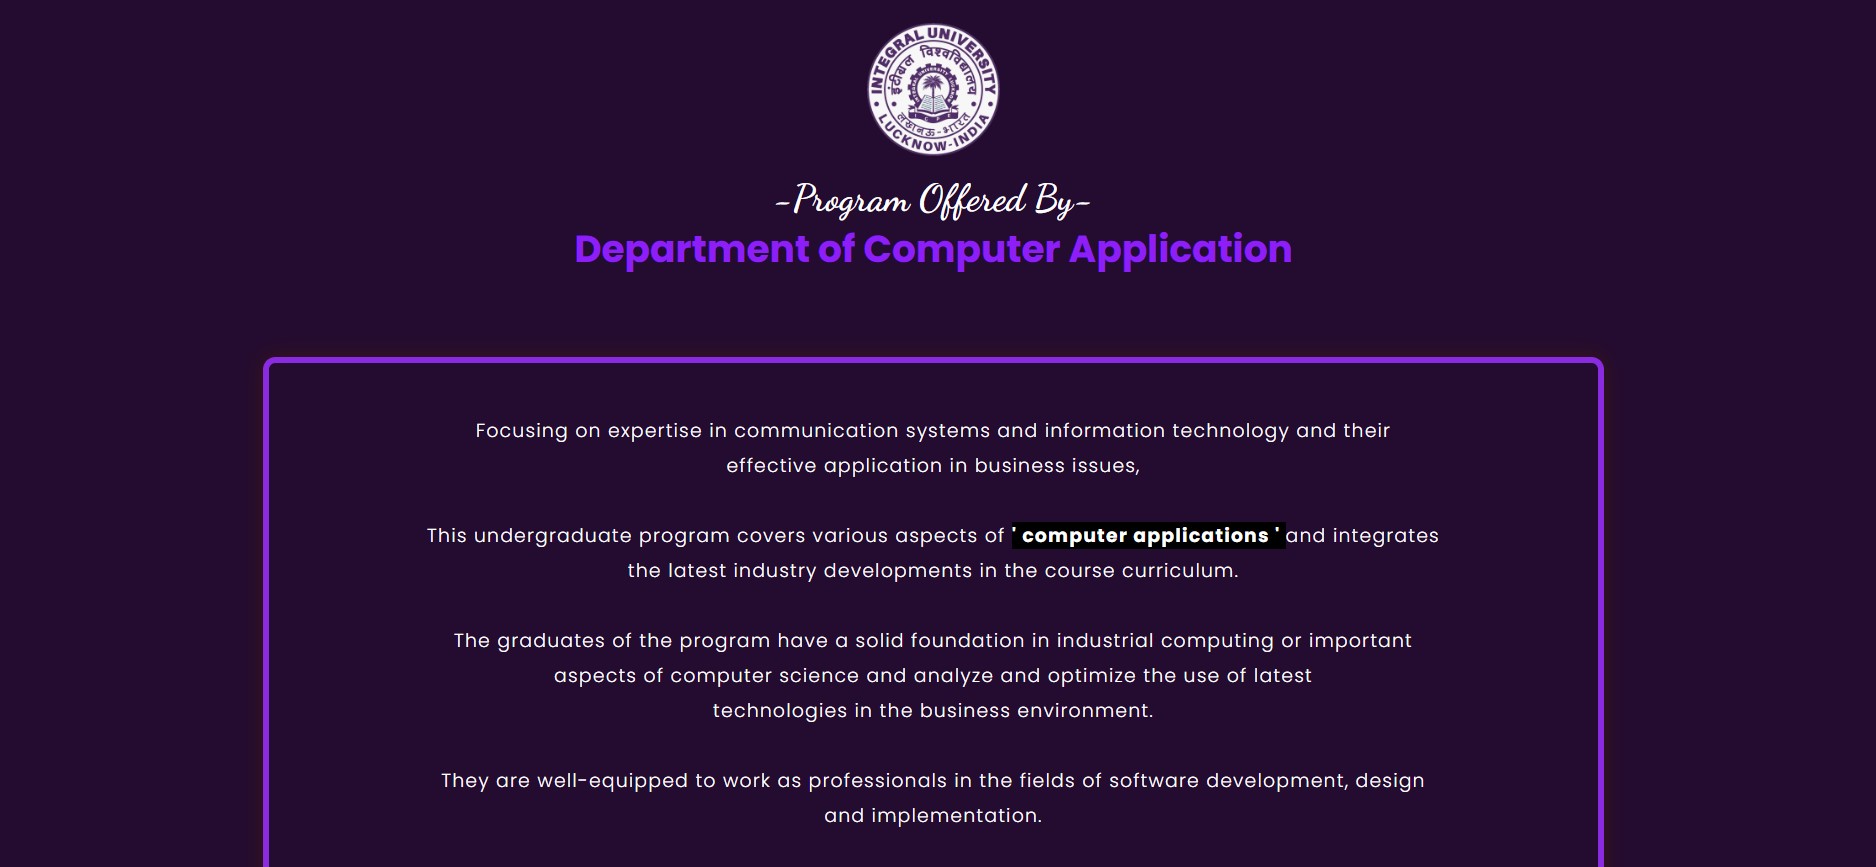 INTEGRAL UNIVERSITY
इंटीग्रल विश्वविद्यालय
लखनऊ-भारत
LUCKNOW-INDIA
-Program Offered By-
Department of Computer Application
Focusing on expertise in communication systems and information technology and their
effective application in business issues,
This undergraduate program covers various aspects of ' computer applications ' and integrates
the latest industry developments in the course curriculum.
The graduates of the program have a solid foundation in industrial computing or important
aspects of computer science and analyze and optimize the use of latest
technologies in the business environment.
They are well-equipped to work as professionals in the fields of software development, design
and implementation.